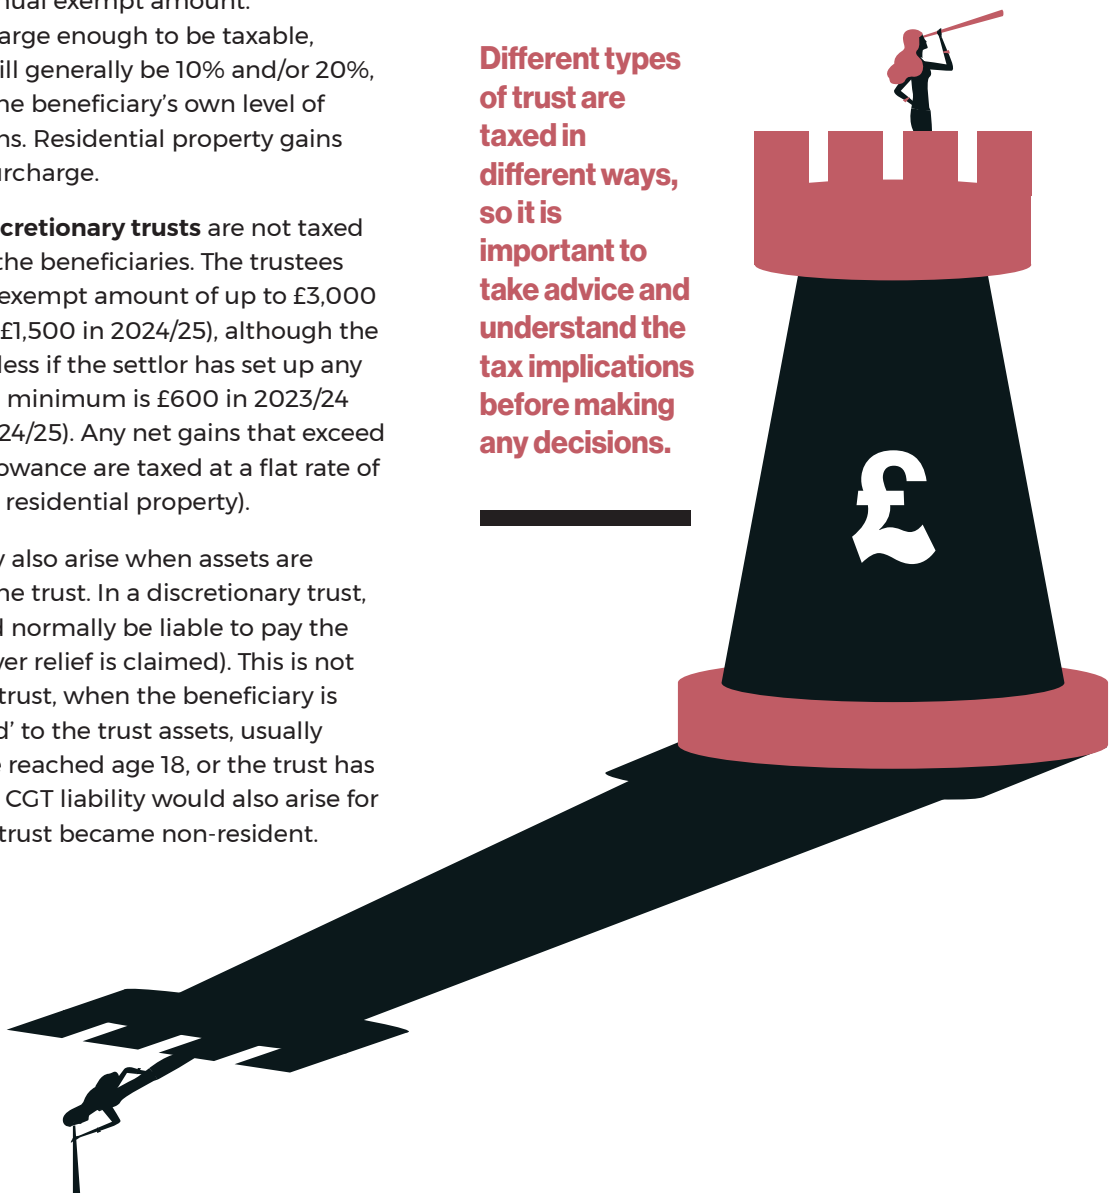 nual exempt amount.
arge enough to be taxable,
ill generally be 10% and/or 20%,
ne beneficiary's own level of
ns. Residential property gains
urcharge.
cretionary trusts are not taxed
the beneficiaries. The trustees
exempt amount of up to £3,000
£1,500 in 2024/25), although the
less if the settlor has set up any
minimum is £600 in 2023/24
24/25). Any net gains that exceed
owance are taxed at a flat rate of
residential property).
y also arise when assets are
ne trust. In a discretionary trust,
d normally be liable to pay the
ver relief is claimed). This is not
trust, when the beneficiary is
d' to the trust assets, usually
e reached age 18, or the trust has
CGT liability would also arise for
trust became non-resident.
Different types
of trust are
taxed in
different ways,
so it is
important to
take advice and
understand the
tax implications
before making
any decisions.
£